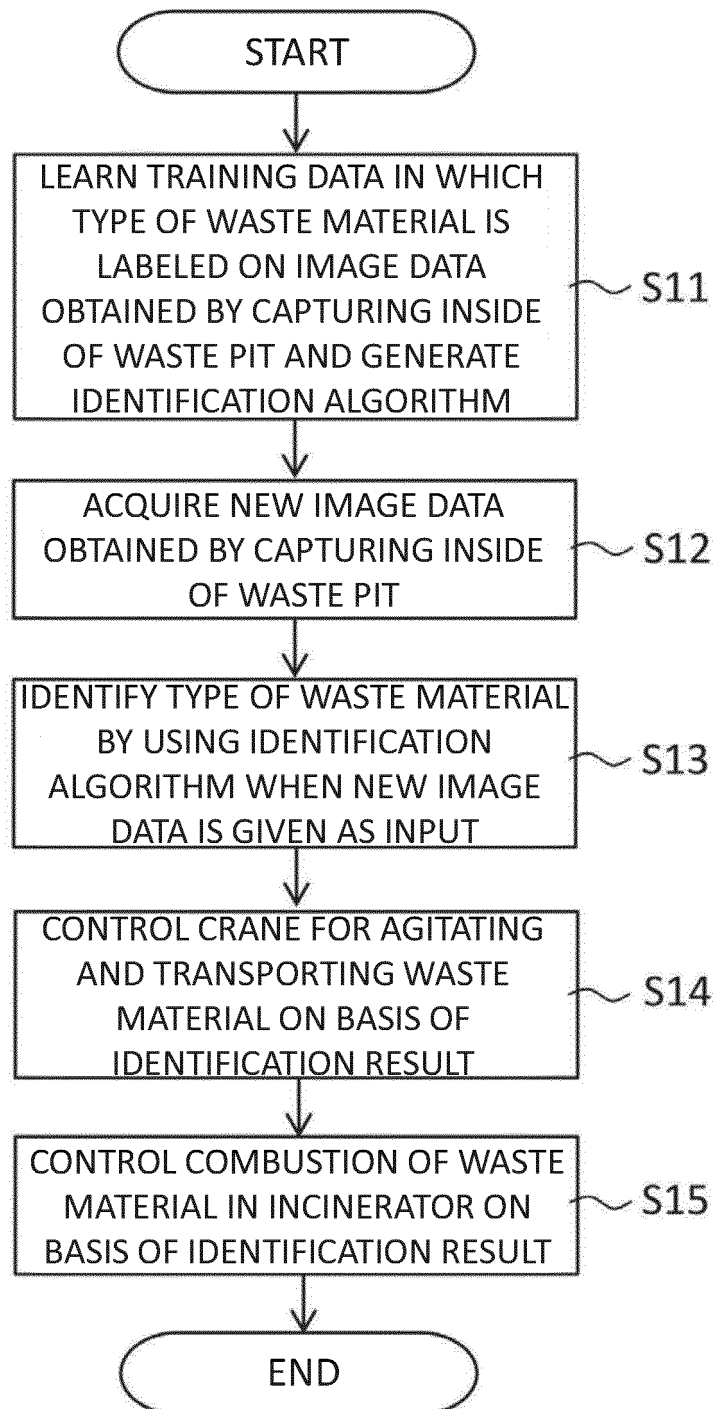 START
LEARN TRAINING DATA IN WHICH
TYPE OF WASTE MATERIAL IS
LABELED ON IMAGE DATA
OBTAINED BY CAPTURING INSIDE
OF WASTE PIT AND GENERATE
IDENTIFICATION ALGORITHM
S11
ACQUIRE NEW IMAGE DATA
OBTAINED BY CAPTURING INSIDE
OF WASTE PIT
S12
IDENTIFY TYPE OF WASTE MATERIAL
BY USING IDENTIFICATION
ALGORITHM WHEN NEW IMAGE
DATA IS GIVEN AS INPUT
S13
CONTROL CRANE FOR AGITATING
AND TRANSPORTING WASTE
MATERIAL ON BASIS OF
IDENTIFICATION RESULT
S14
CONTROL COMBUSTION OF WASTE
MATERIAL IN INCINERATOR ON
BASIS OF IDENTIFICATION RESULT
S15
END